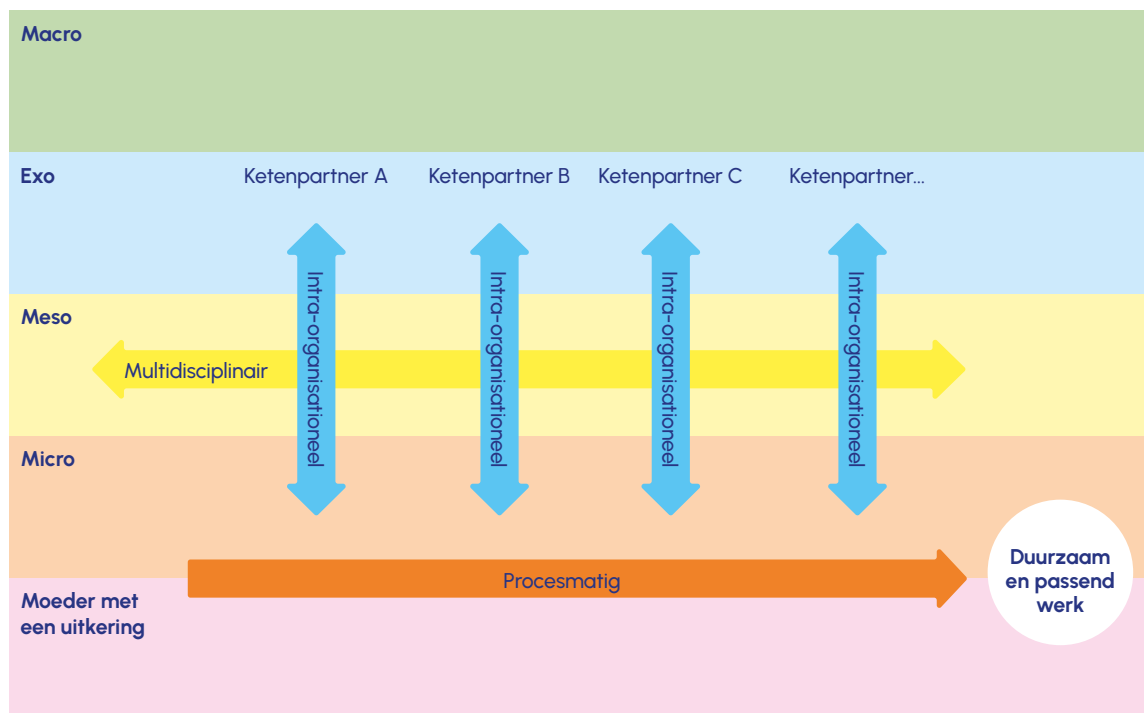 Macro
Exo
Ketenpartner A
Ketenpartner B
Ketenpartner C
Ketenpartner...
Intra-organisationeel
Intra-organisationeel
Intra-organisationeel
Intra-organisationeel
Meso
Multidisciplinair
Micro
Procesmatig
Duurzaam
en passend
werk
Moeder met
een uitkering